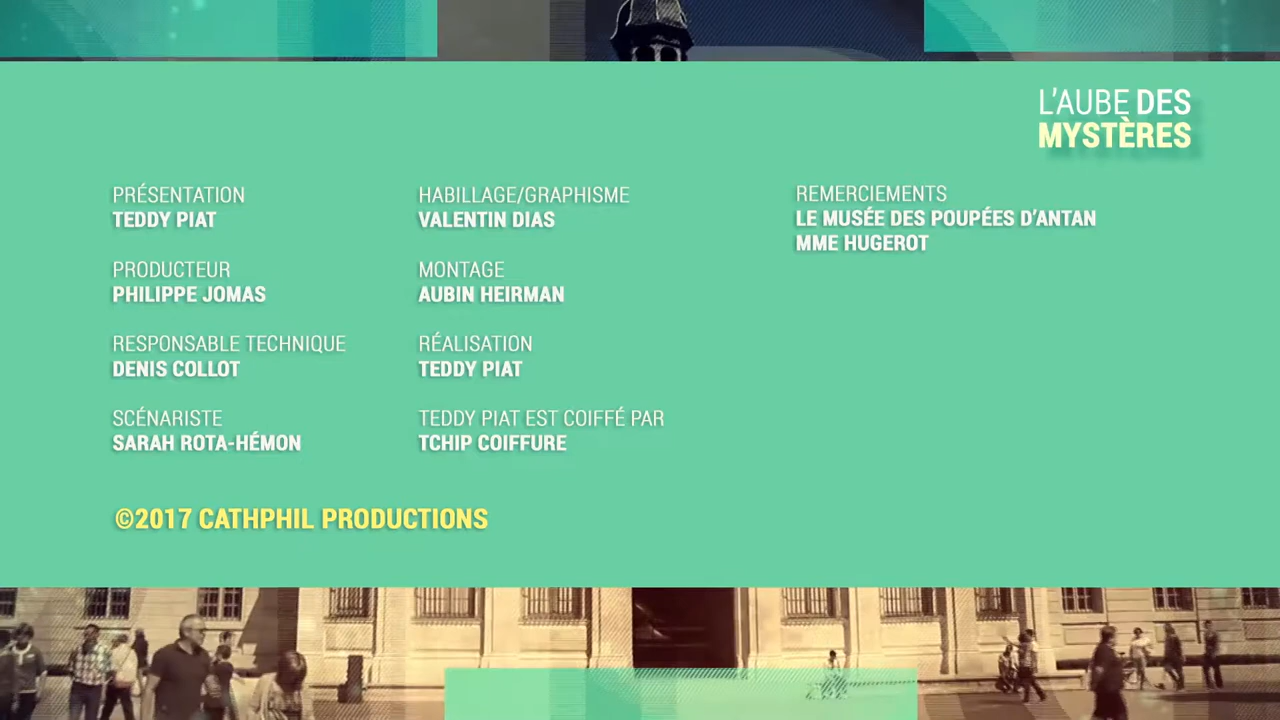 L'AUBE DES
MYSTÈRES
PRÉSENTATION
TEDDY PIAT
PRODUCTEUR
PHILIPPE JOMAS
RESPONSABLE TECHNIQUE
DENIS COLLOT
SCÉNARISTE
SARAH ROTA-HÉMON
HABILLAGE/GRAPHISME
VALENTIN DIAS
MONTAGE
AUBIN HEIRMAN
RÉALISATION
TEDDY PIAT
TEDDY PIAT EST COIFFÉ PAR
TCHIP COIFFURE
REMERCIEMENTS
LE MUSÉE DES POUPÉES D'ANTAN
MME HUGEROT
©2017 CATHPHIL PRODUCTIONS